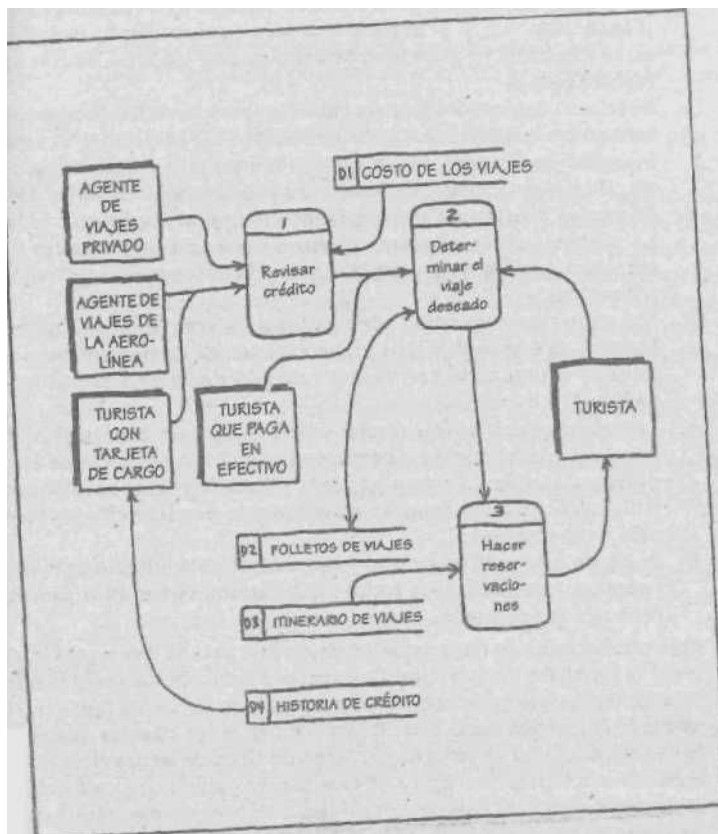 D1 COSTO DE LOS VIAJES
AGENTE
DE
VIAJES
PRIVADO
1
Revisar
crédito
2
Deter-
minar el
viaje
deseado
AGENTE DE
VIAJES DE
LA AERO-
LÍNEA
TURISTA
CON
TARJETA
DE CARGO
TURISTA
QUE PAGA
EN
EFECTIVO
TURISTA
D2 FOLLETOS DE VIAJES
3
Hacer
reser-
vacio-
nes
D3 ITINERARIO DE VIAJES
D4 HISTORIA DE CRÉDITO